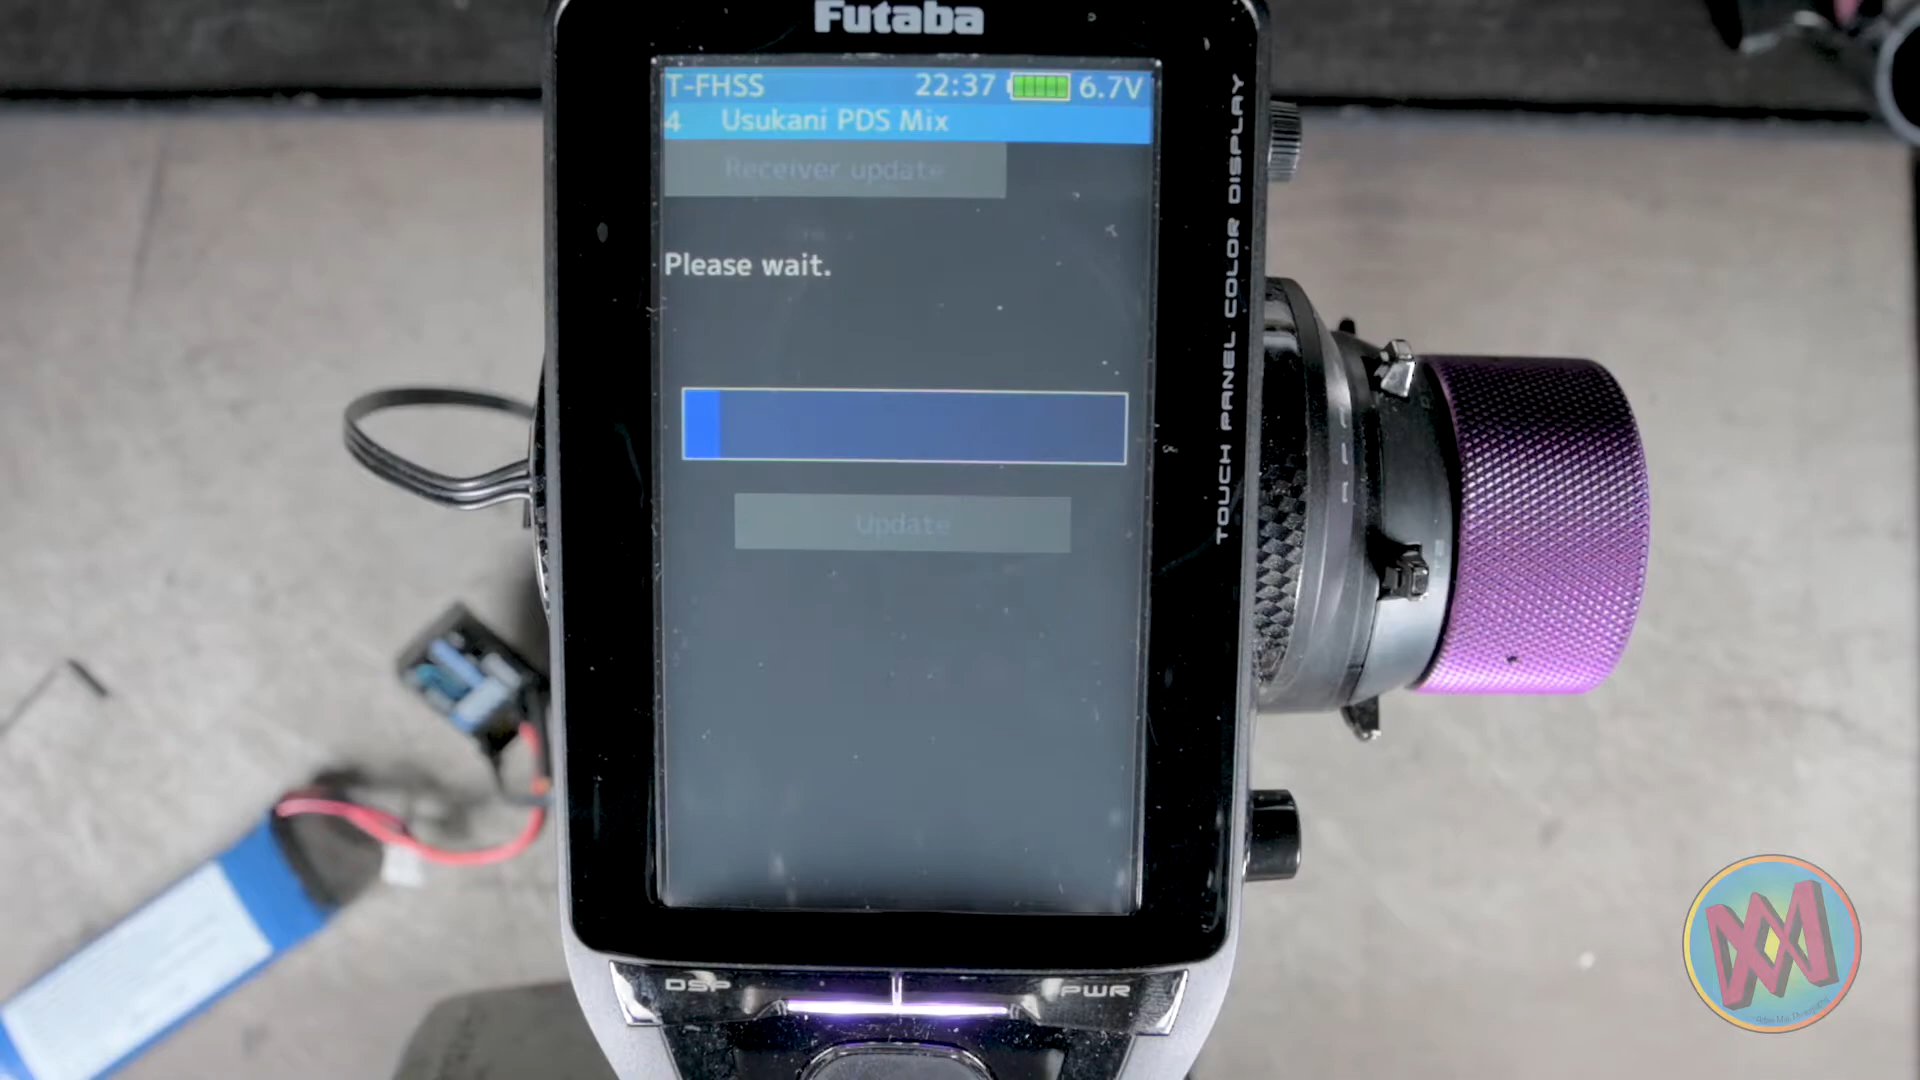 Futaba
T-FHSS 22:37 6.7V
4 Usukani PDS Mix
Receiver update
Please wait.
Update
TOUCH PANEL COLOR DISPLAY
DSP
PWR